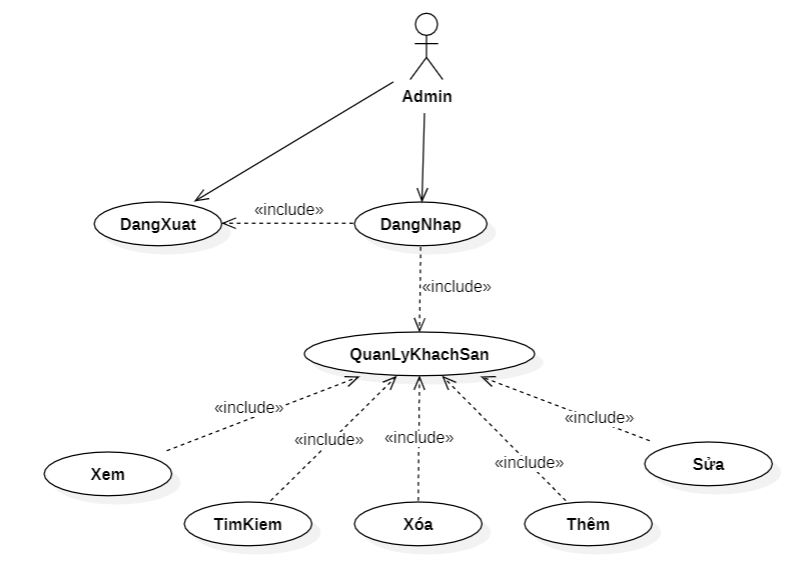 Admin
DangXuat
«include»
DangNhap
«include»
QuanLyKhachSan
«include»
«include»
«include»
«include»
«include»
Xem
TimKiem
Xóa
Thêm
Sửa